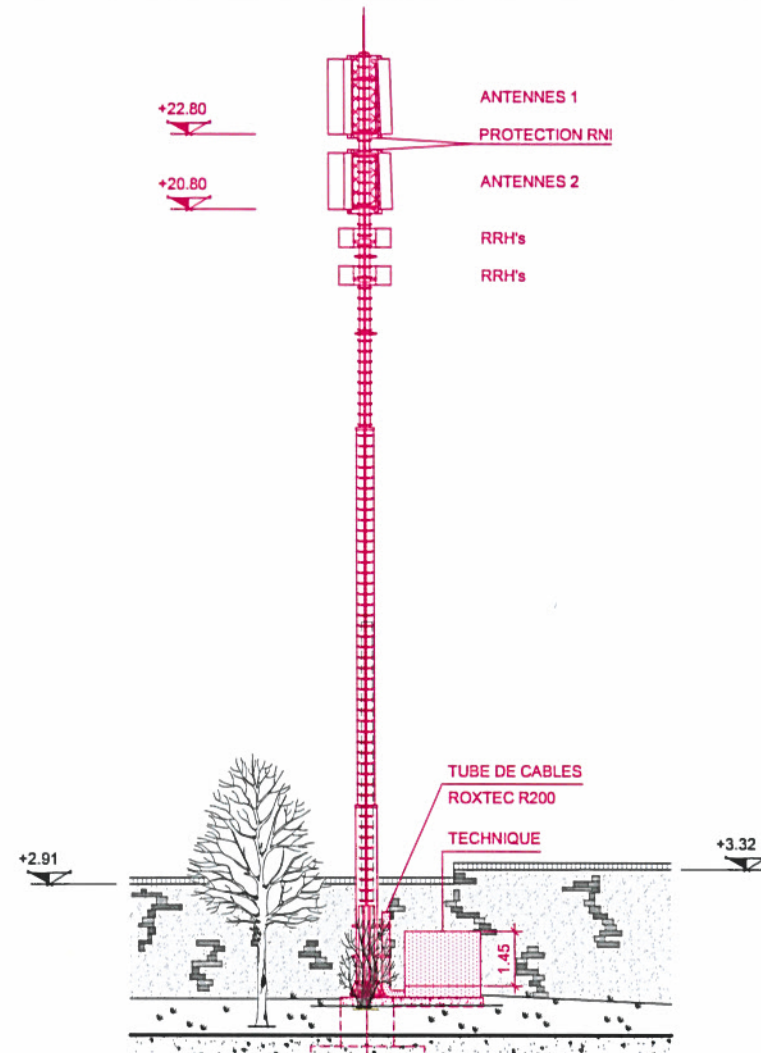 ANTENNES 1
+22.80
PROTECTION RNI
+20.80
ANTENNES 2
RRH's
RRH's
TUBE DE CABLES
ROXTEC R200
TECHNIQUE
+2.91
+3.32
1.45